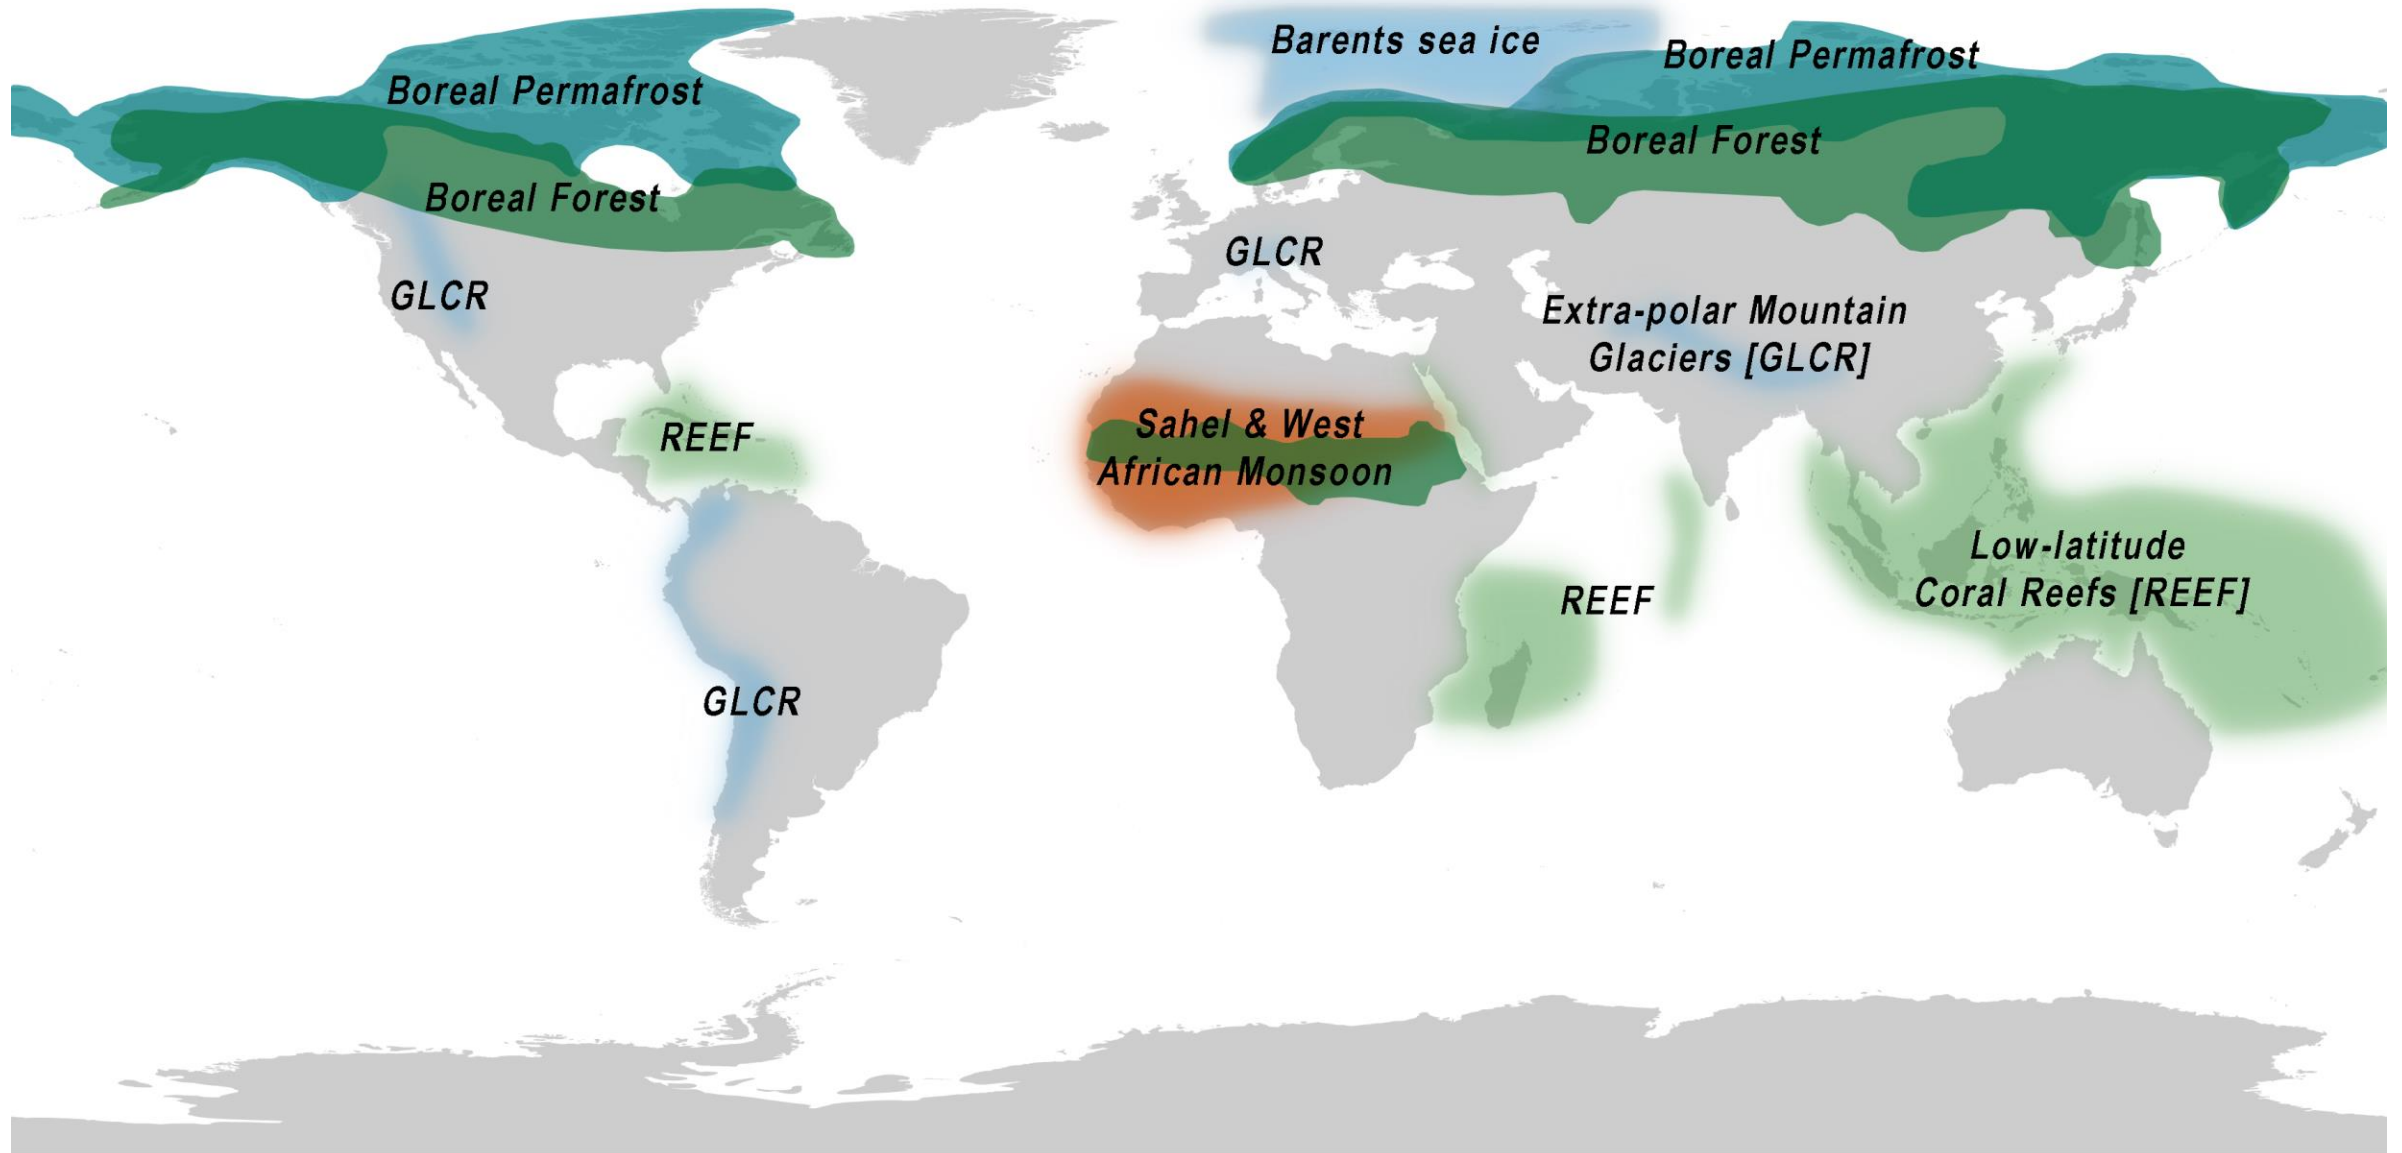 Barents sea ice
Boreal Permafrost
Boreal Permafrost
Boreal Forest
Boreal Forest
GLCR
GLCR
Extra-polar Mountain
Glaciers [GLCR]
Sahel & West
African Monsoon
REEF
Low-latitude
Coral Reefs [REEF]
REEF
GLCR